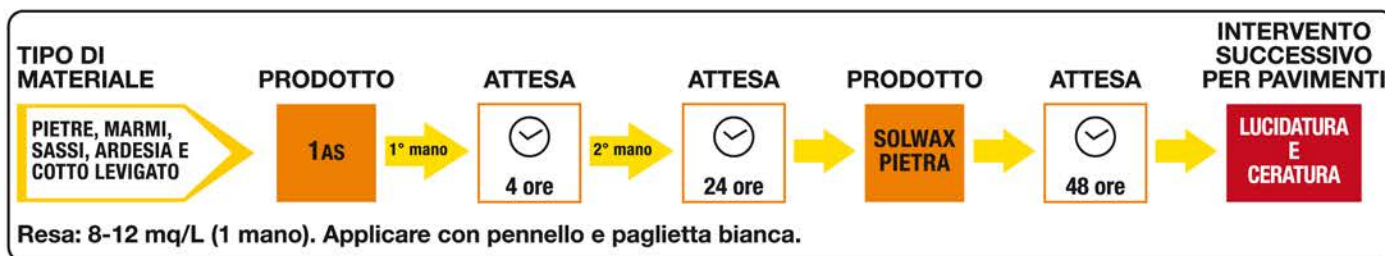 TIPO DI
MATERIALE
PRODOTTO
ATTESA
ATTESA
PRODOTTO
ATTESA
INTERVENTO
SUCCESSIVO
PER PAVIMENTI
PIETRE, MARMI,
SASSI, ARDESIA E
COTTO LEVIGATO
1AS
1° mano
4 ore
2° mano
24 ore
SOLWAX
PIETRA
48 ore
LUCIDATURA
E
CERATURA
Resa: 8-12 mq/L (1 mano). Applicare con pennello e paglietta bianca.